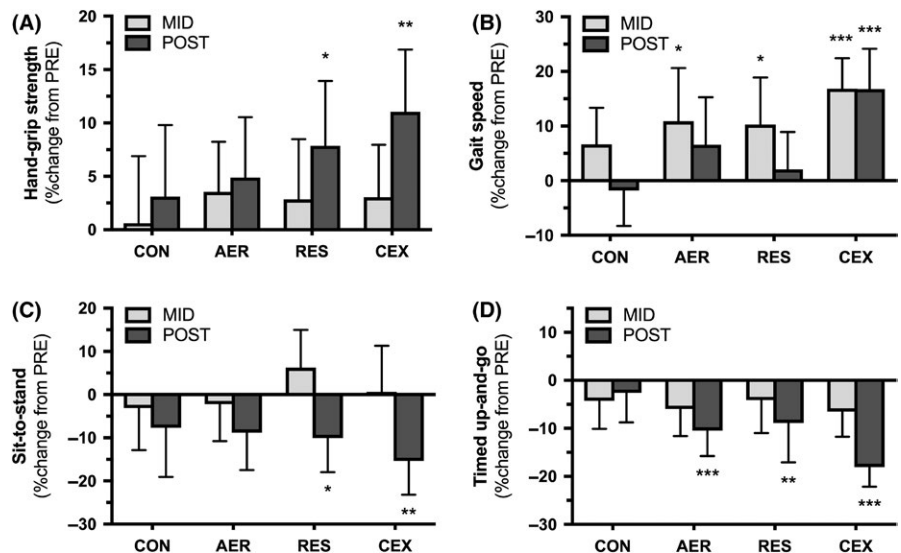 (A)
Hand-grip strength
(%change from PRE)
MID
POST
20
15
10
5
0
*
**
CON AER RES CEX
(B)
Gait speed
(%change from PRE)
MID
POST
30
20
10
0
–10
*
*
*** ***
CON AER RES CEX
(C)
Sit-to-stand
(%change from PRE)
MID
POST
20
10
0
–10
–20
–30
*
**
CON AER RES CEX
(D)
Timed up-and-go
(%change from PRE)
MID
POST
10
0
–10
–20
–30
***
**
***
CON AER RES CEX